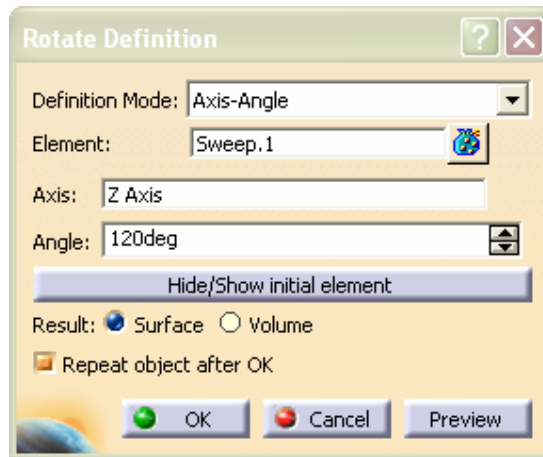 Rotate Definition ?
Definition Mode: Axis-Angle
Element: Sweep.1
Axis: Z Axis
Angle: 120deg
Hide/Show initial element
Result: Surface Volume
Repeat object after OK
OK Cancel Preview